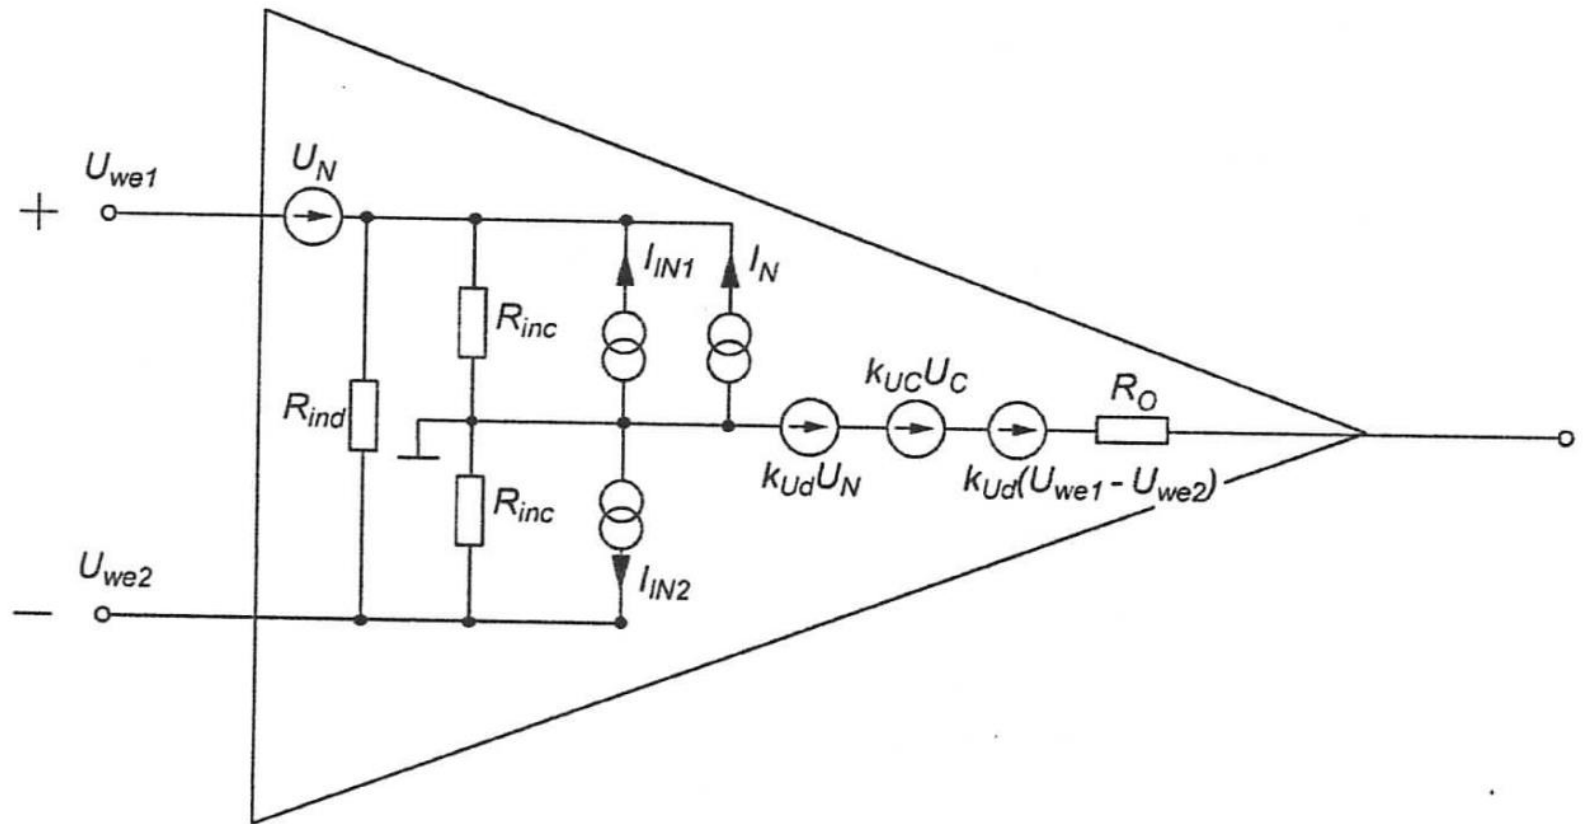 U_we1
U_N
+
I_IN1
I_N
R_inc
k_UC U_C
R_O
R_ind
R_inc
k_Ud U_N
k_Ud(U_we1 - U_we2)
U_we2
I_IN2
−